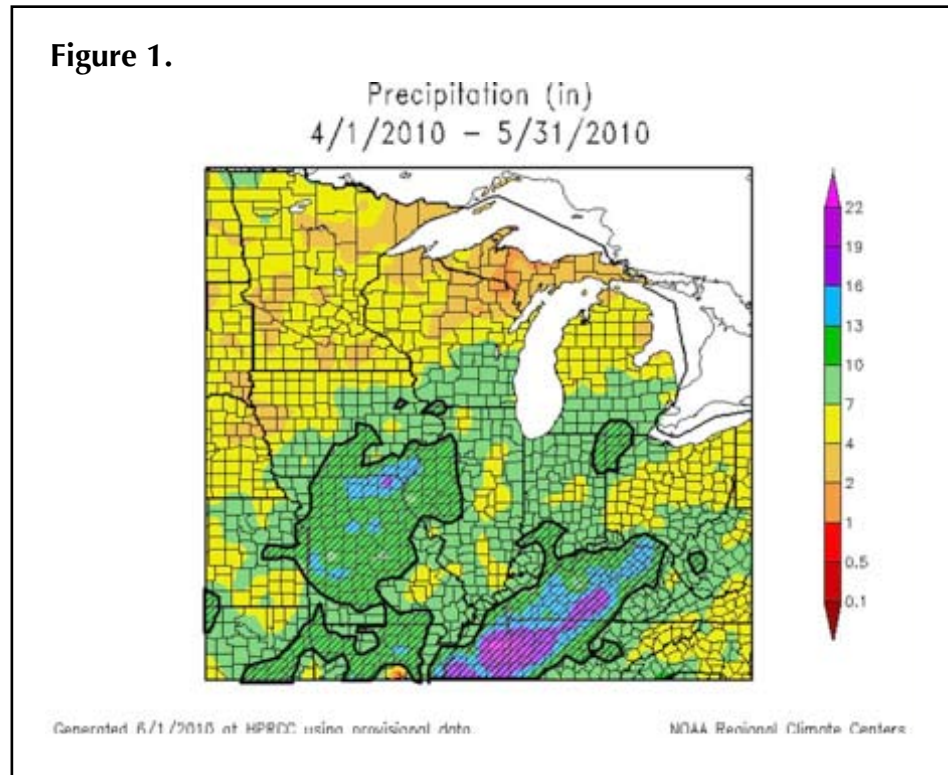 Figure 1.
Precipitation (in)
4/1/2010 – 5/31/2010
22
19
16
13
10
7
4
2
1
0.5
0.1
Generated 6/1/2010 at HPRCC using provisional data.
NOAA Regional Climate Centers